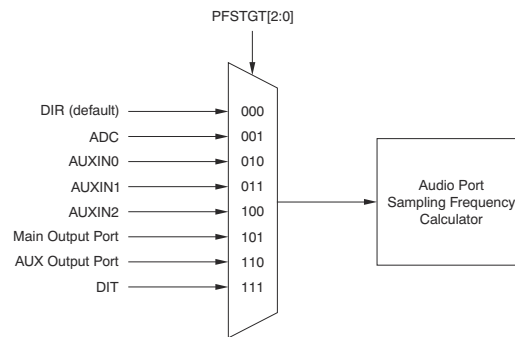 PFSTGT[2:0]
DIR (default) 000
ADC 001
AUXIN0 010
AUXIN1 011
AUXIN2 100
Main Output Port 101
AUX Output Port 110
DIT 111
Audio Port
Sampling Frequency
Calculator